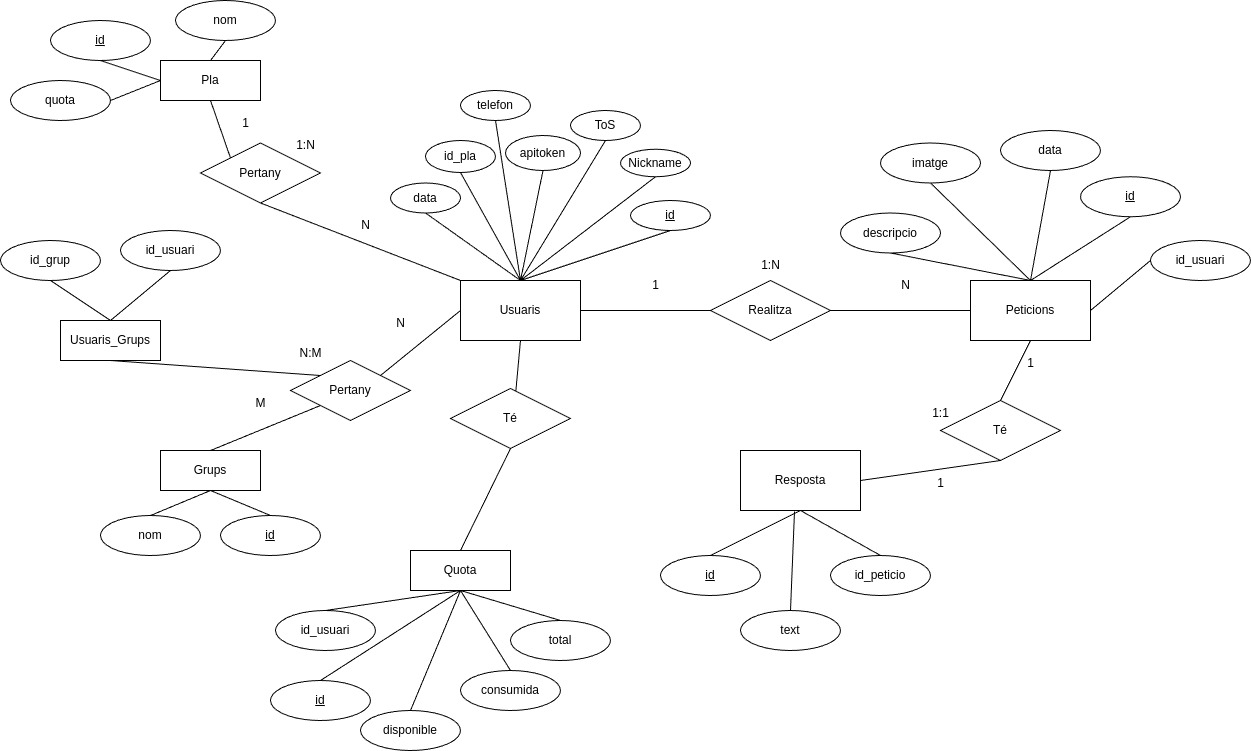 nom
id
Pla
quota
telefon
1
ToS
1:N
apitoken
id_pla
data
imatge
Nickname
Pertany
data
id
id
N
descripcio
id_usuari
id_grup
id_usuari
1:N
1
N
Usuaris
Realitza
Peticions
N
Usuaris_Grups
N:M
1
Pertany
M
1:1
Té
Té
Grups
Resposta
1
nom
id
Quota
id
id_peticio
id_usuari
total
text
consumida
id
disponible